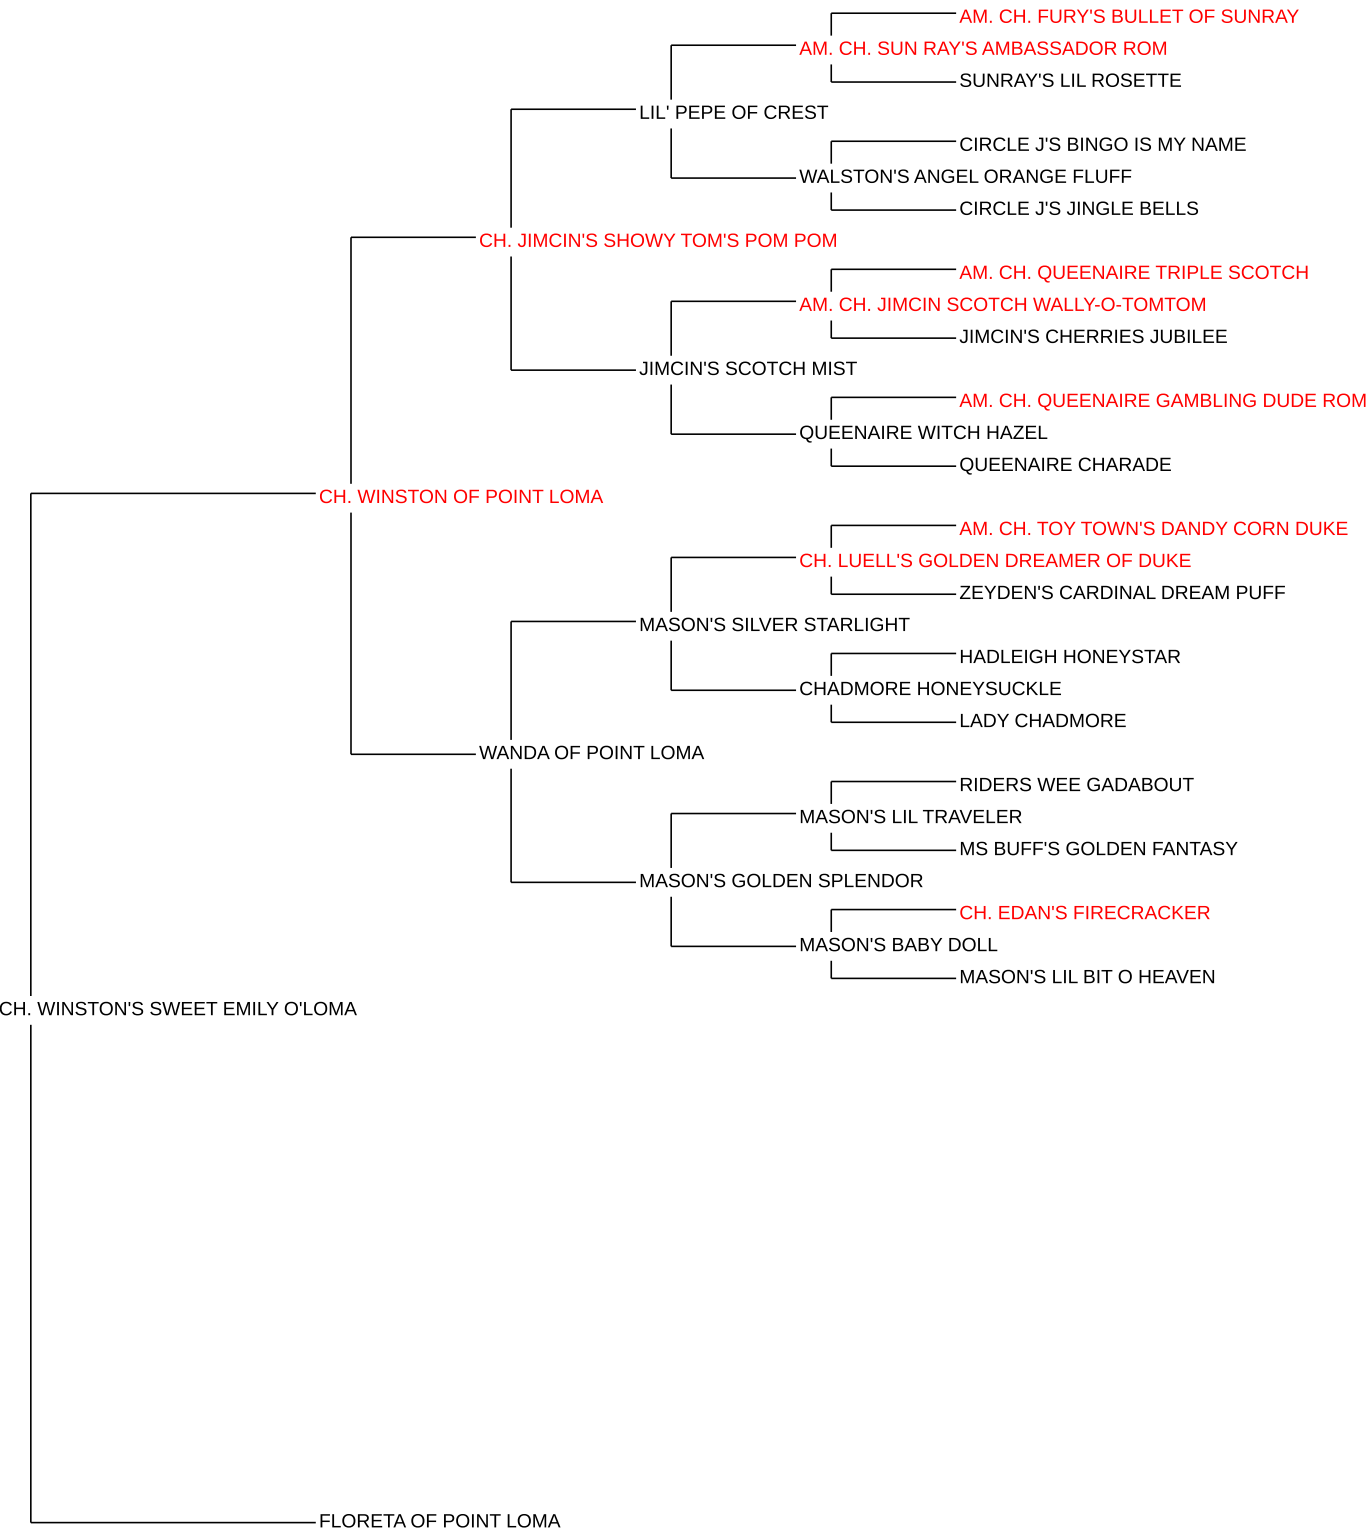 AM. CH. FURY'S BULLET OF SUNRAY
AM. CH. SUN RAY'S AMBASSADOR ROM
SUNRAY'S LIL ROSETTE
LIL' PEPE OF CREST
CIRCLE J'S BINGO IS MY NAME
WALSTON'S ANGEL ORANGE FLUFF
CIRCLE J'S JINGLE BELLS
CH. JIMCIN'S SHOWY TOM'S POM POM
AM. CH. QUEENAIRE TRIPLE SCOTCH
AM. CH. JIMCIN SCOTCH WALLY-O-TOMTOM
JIMCIN'S CHERRIES JUBILEE
JIMCIN'S SCOTCH MIST
AM. CH. QUEENAIRE GAMBLING DUDE ROM
QUEENAIRE WITCH HAZEL
QUEENAIRE CHARADE
CH. WINSTON OF POINT LOMA
AM. CH. TOY TOWN'S DANDY CORN DUKE
CH. LUELL'S GOLDEN DREAMER OF DUKE
ZEYDEN'S CARDINAL DREAM PUFF
MASON'S SILVER STARLIGHT
HADLEIGH HONEYSTAR
CHADMORE HONEYSUCKLE
LADY CHADMORE
WANDA OF POINT LOMA
RIDERS WEE GADABOUT
MASON'S LIL TRAVELER
MS BUFF'S GOLDEN FANTASY
MASON'S GOLDEN SPLENDOR
CH. EDAN'S FIRECRACKER
MASON'S BABY DOLL
MASON'S LIL BIT O HEAVEN
CH. WINSTON'S SWEET EMILY O'LOMA
FLORETA OF POINT LOMA